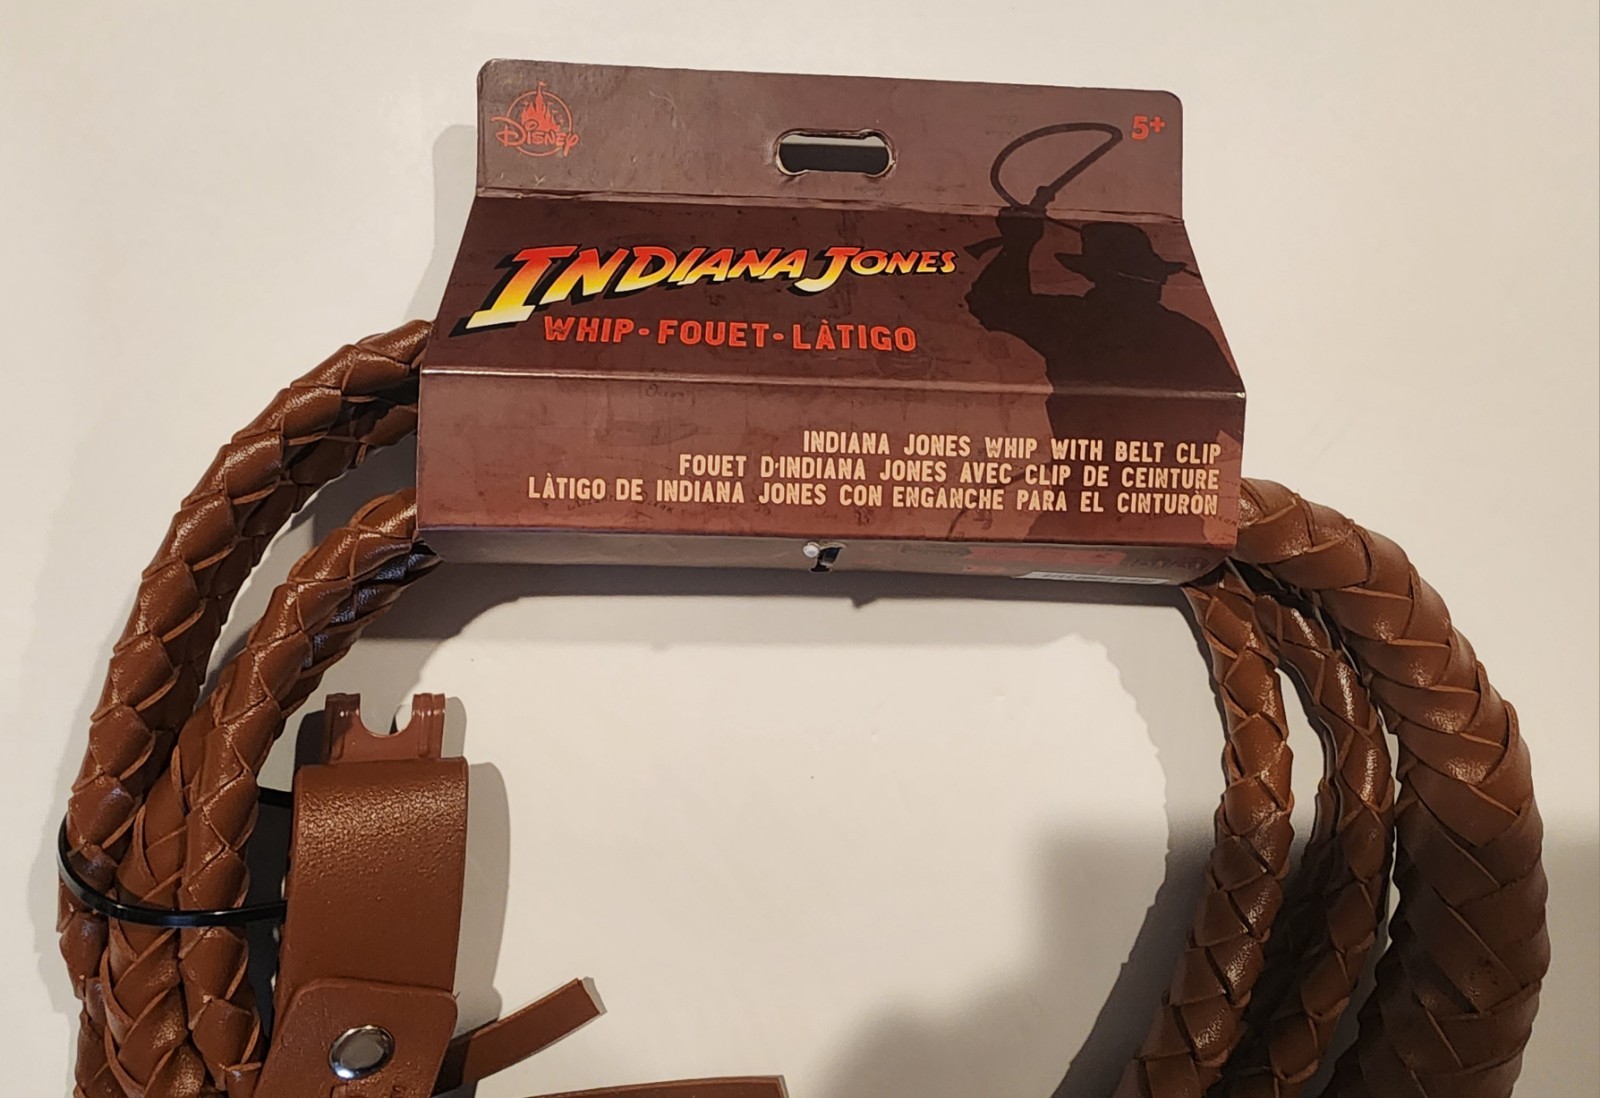 Disney
5+
INDIANA JONES
WHIP • FOUET • LÀTIGO
INDIANA JONES WHIP WITH BELT CLIP
FOUET D'INDIANA JONES AVEC CLIP DE CEINTURE
LÀTIGO DE INDIANA JONES CON ENGANCHE PARA EL CINTURÒN